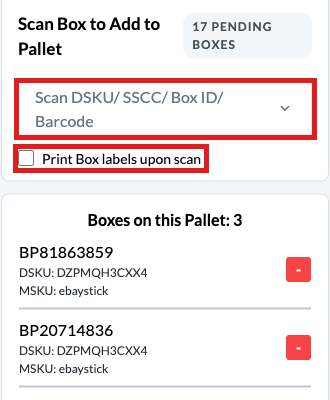 Scan Box to Add to
Pallet
17 PENDING
BOXES
Scan DSKU/ SSCC/ Box ID/
Barcode
Print Box labels upon scan
Boxes on this Pallet: 3
BP81863859
DSKU: DZPMQH3CXX4
MSKU: ebaystick
-
BP20714836
DSKU: DZPMQH3CXX4
MSKU: ebaystick
-